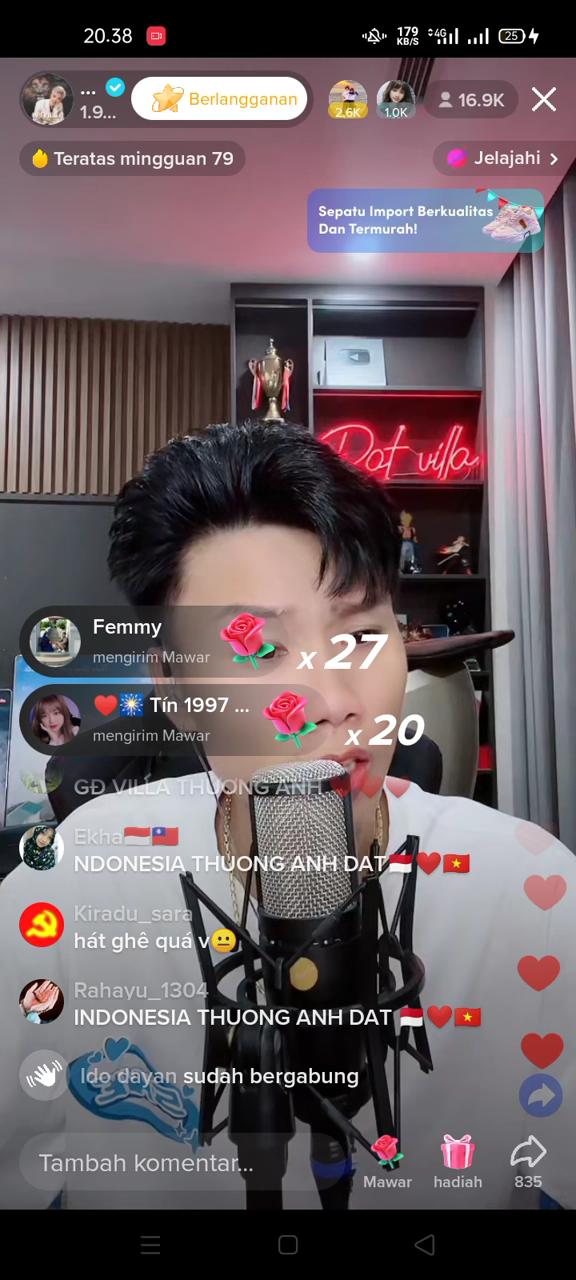 20.38
179
KB/S
4G
25
...
1.9...
Berlangganan
2,6K
1.0K
16.9K
Teratas mingguan 79
Jelajahi >
Sepatu Import Berkualitas
Dan Termurah!
Dat villa
Femmy
mengirim Mawar
x 27
❤️🎆 Tín 1997 ...
mengirim Mawar
x 20
GĐ VILLA THUONG ANH ❤️❤️❤️
Ekha🇮🇩🇹🇼
NDONESIA THUONG ANH DAT🇮🇩❤️🇻🇳
Kiradu_sara
hát ghê quá v😐
Rahayu_1304
INDONESIA THUONG ANH DAT 🇮🇩❤️🇻🇳
Ido dayan sudah bergabung
Tambah komentar...
Mawar
hadiah
835